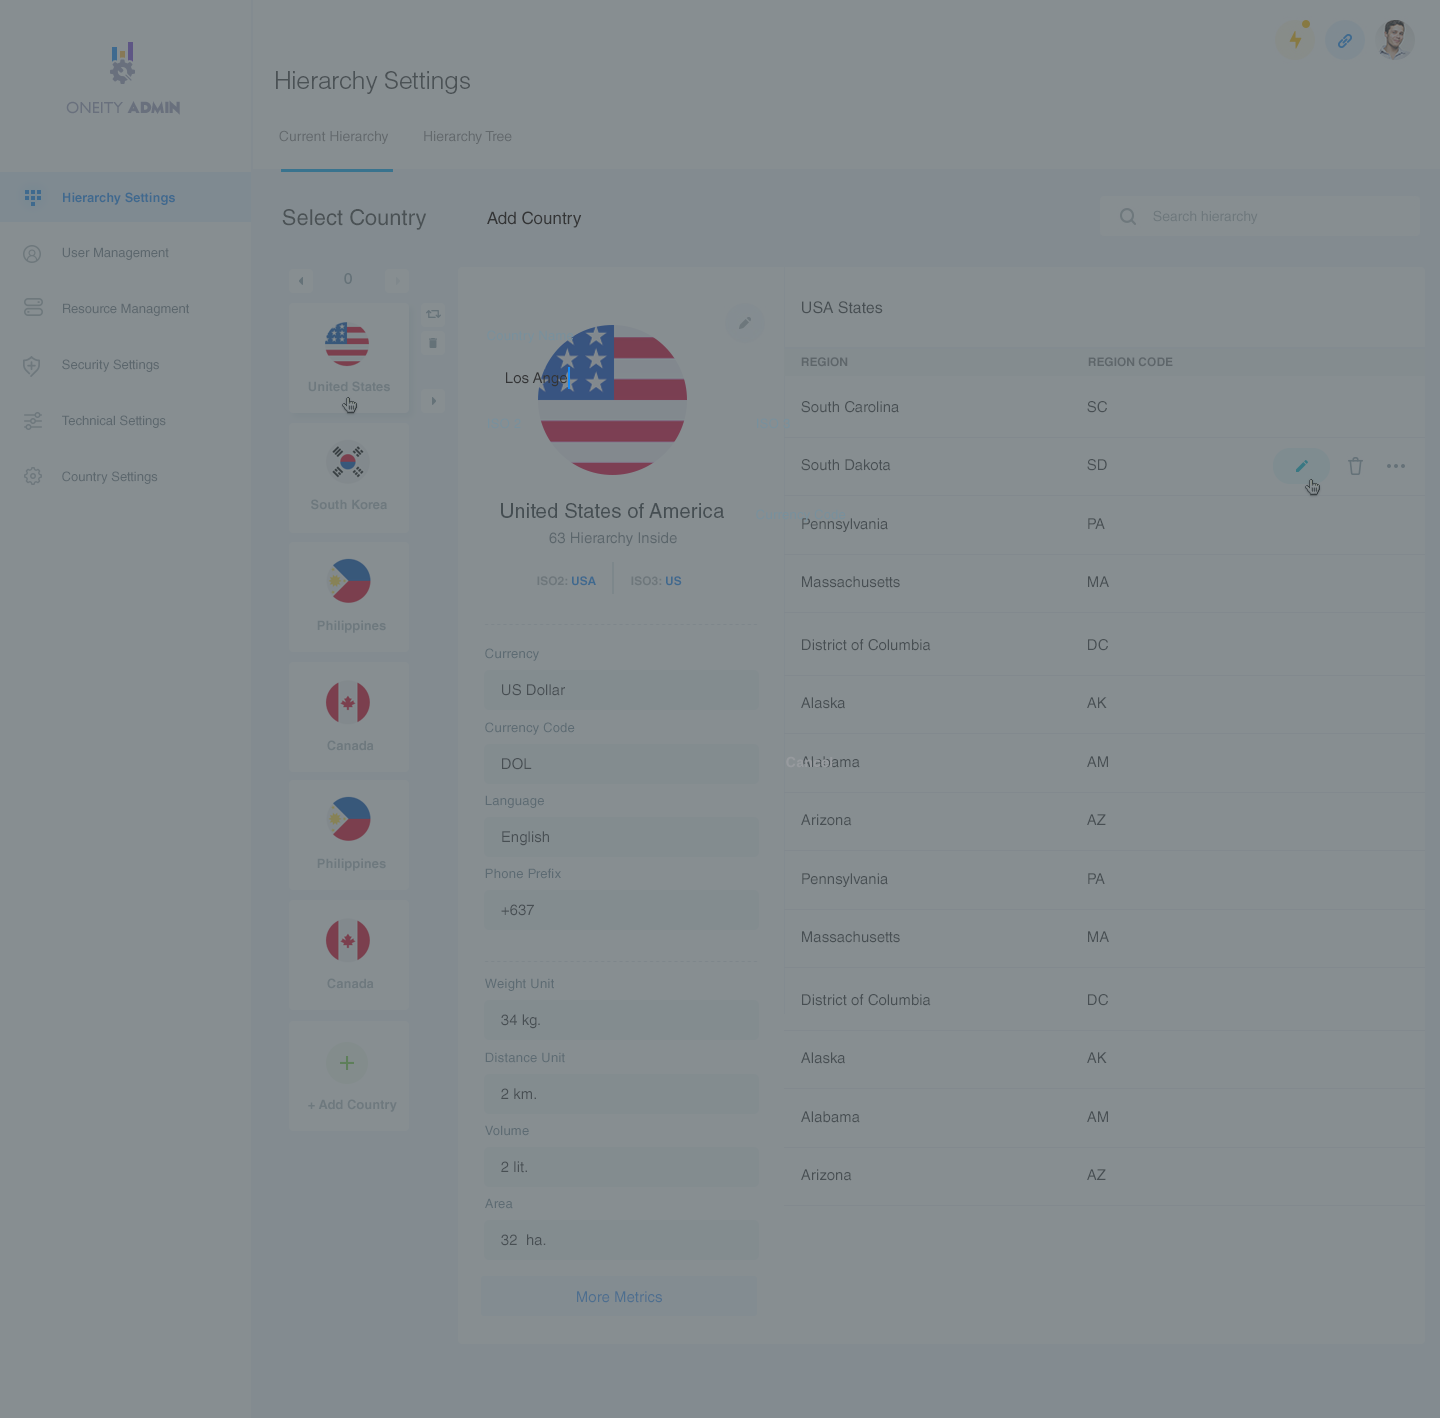 ONEITY ADMIN
Hierarchy Settings
Current Hierarchy
Hierarchy Tree
Hierarchy Settings
User Management
Resource Managment
Security Settings
Technical Settings
Country Settings
Select Country
Add Country
Search hierarchy
0
United States
South Korea
Philippines
Canada
Philippines
Canada
+ Add Country
Los Ange
United States of America
63 Hierarchy Inside
ISO2: USA
ISO3: US
Currency
US Dollar
Currency Code
DOL
Language
English
Phone Prefix
+637
Weight Unit
34 kg.
Distance Unit
2 km.
Volume
2 lit.
Area
32 ha.
More Metrics
USA States
REGION REGION CODE
South Carolina SC
South Dakota SD
Pennsylvania PA
Massachusetts MA
District of Columbia DC
Alaska AK
Alabama AM
Arizona AZ
Pennsylvania PA
Massachusetts MA
District of Columbia DC
Alaska AK
Alabama AM
Arizona AZ